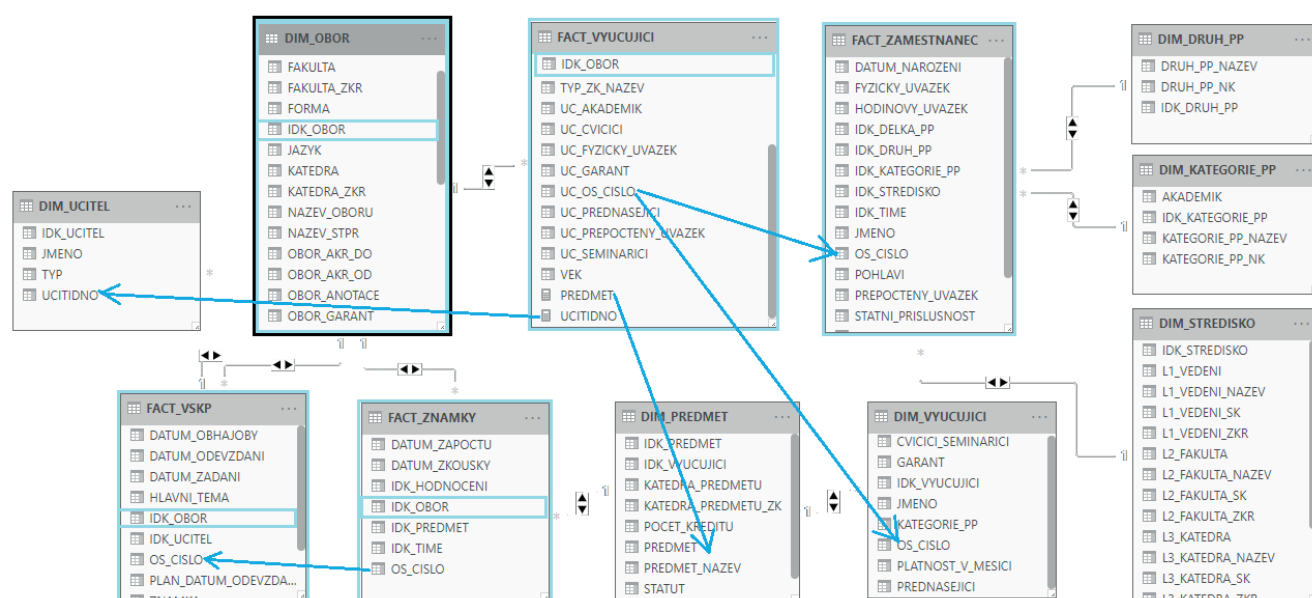 DIM_OBOR
FAKULTA
FAKULTA_ZKR
FORMA
IDK_OBOR
JAZYK
KATEDRA
KATEDRA_ZKR
NAZEV_OBORU
NAZEV_STPR
OBOR_AKR_DO
OBOR_AKR_OD
OBOR_ANOTACE
OBOR_GARANT
FACT_VYUCUJICI
IDK_OBOR
TYP_ZK_NAZEV
UC_AKADEMIK
UC_CVICICI
UC_FYZICKY_UVAZEK
UC_GARANT
UC_OS_CISLO
UC_PREDNASEJICI
UC_PREPOCTENY_UVAZEK
UC_SEMINARICI
VEK
PREDMET
UCITIDNO
FACT_ZAMESTNANEC
DATUM_NAROZENI
FYZICKY_UVAZEK
HODINOVY_UVAZEK
IDK_DELKA_PP
IDK_DRUH_PP
IDK_KATEGORIE_PP
IDK_STREDISKO
IDK_TIME
JMENO
OS_CISLO
POHLAVI
PREPOCTENY_UVAZEK
STATNI_PRISLUSNOST
DIM_DRUH_PP
DRUH_PP_NAZEV
DRUH_PP_NK
IDK_DRUH_PP
DIM_KATEGORIE_PP
AKADEMIK
IDK_KATEGORIE_PP
KATEGORIE_PP_NAZEV
KATEGORIE_PP_NK
DIM_UCITEL
IDK_UCITEL
JMENO
TYP
UCITIDNO
DIM_STREDISKO
IDK_STREDISKO
L1_VEDENI
L1_VEDENI_NAZEV
L1_VEDENI_SK
L1_VEDENI_ZKR
L2_FAKULTA
L2_FAKULTA_NAZEV
L2_FAKULTA_SK
L2_FAKULTA_ZKR
L3_KATEDRA
L3_KATEDRA_NAZEV
L3_KATEDRA_SK
L3_KATEDRA_ZKR
FACT_VSKP
DATUM_OBHAJOBY
DATUM_ODEVZDANI
DATUM_ZADANI
HLAVNI_TEMA
IDK_OBOR
IDK_UCITEL
OS_CISLO
PLAN_DATUM_ODEVZDA...
FACT_ZNAMKY
DATUM_ZAPOCTU
DATUM_ZKOUSKY
IDK_HODNOCENI
IDK_OBOR
IDK_PREDMET
IDK_TIME
OS_CISLO
DIM_PREDMET
IDK_PREDMET
IDK_VYUCUJICI
KATEDRA_PREDMETU
KATEDRA_PREDMETU_ZK
POCET_KREDITU
PREDMET
PREDMET_NAZEV
STATUT
DIM_VYUCUJICI
CVICICI_SEMINARICI
GARANT
IDK_VYUCUJICI
JMENO
KATEGORIE_PP
OS_CISLO
PLATNOST_V_MESICI
PREDNASEJICI